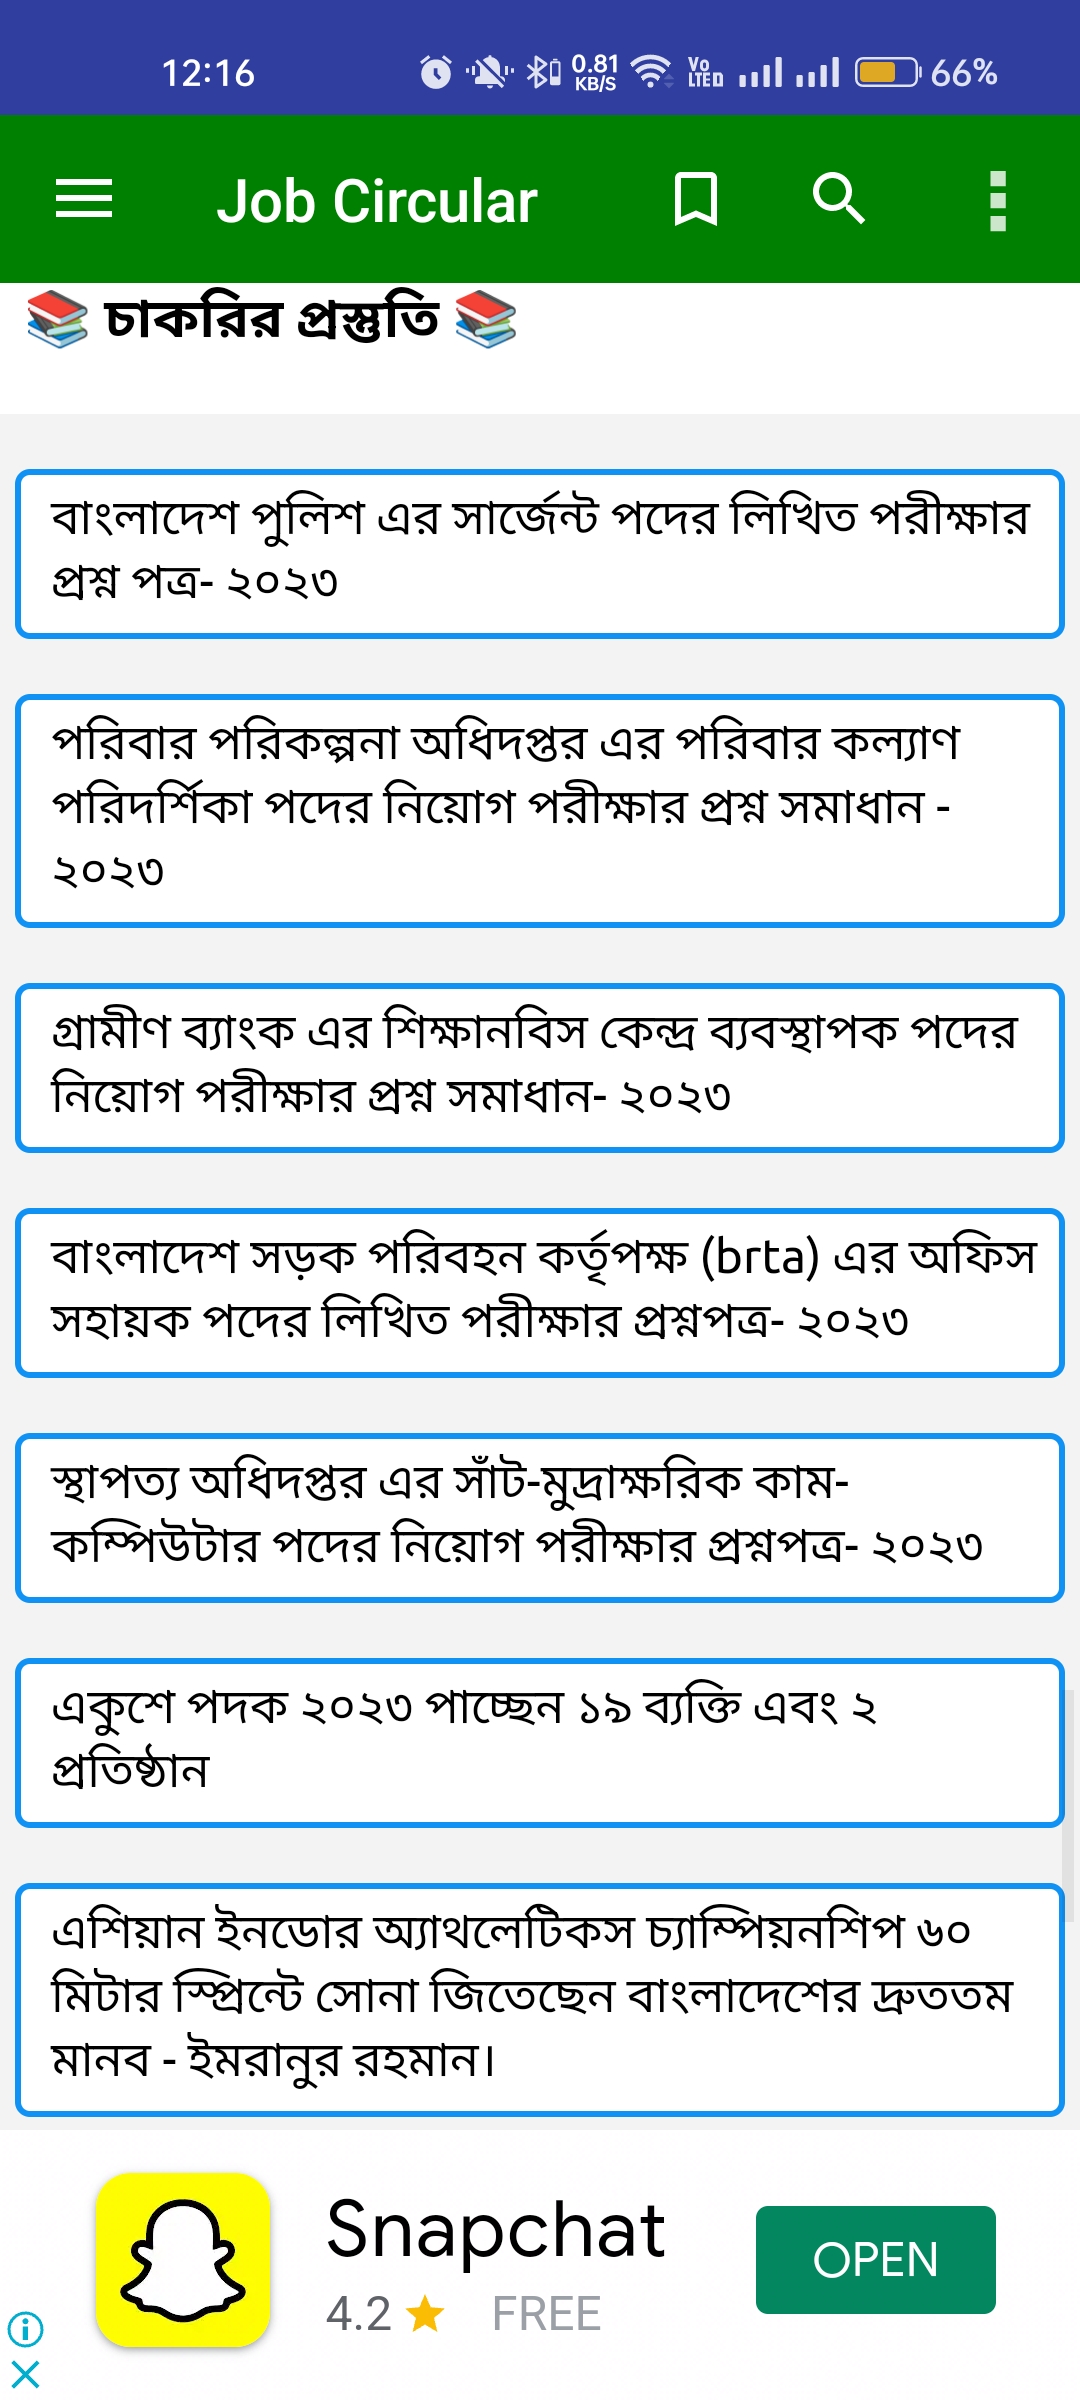 12:16 0.81 KB/S Vo LTE 66%
Job Circular
📚 চাকরির প্রস্তুতি 📚
বাংলাদেশ পুলিশ এর সার্জেন্ট পদের লিখিত পরীক্ষার
প্রশ্ন পত্র- ২০২৩
পরিবার পরিকল্পনা অধিদপ্তর এর পরিবার কল্যাণ
পরিদর্শিকা পদের নিয়োগ পরীক্ষার প্রশ্ন সমাধান -
২০২৩
গ্রামীণ ব্যাংক এর শিক্ষানবিস কেন্দ্র ব্যবস্থাপক পদের
নিয়োগ পরীক্ষার প্রশ্ন সমাধান- ২০২৩
বাংলাদেশ সড়ক পরিবহন কর্তৃপক্ষ (brta) এর অফিস
সহায়ক পদের লিখিত পরীক্ষার প্রশ্নপত্র- ২০২৩
স্থাপত্য অধিদপ্তর এর সাঁট-মুদ্রাক্ষরিক কাম-
কম্পিউটার পদের নিয়োগ পরীক্ষার প্রশ্নপত্র- ২০২৩
একুশে পদক ২০২৩ পাচ্ছেন ১৯ ব্যক্তি এবং ২
প্রতিষ্ঠান
এশিয়ান ইনডোর অ্যাথলেটিকস চ্যাম্পিয়নশিপ ৬০
মিটার স্প্রিন্টে সোনা জিতেছেন বাংলাদেশের দ্রুততম
মানব - ইমরানুর রহমান।
Snapchat
4.2 ★ FREE
OPEN